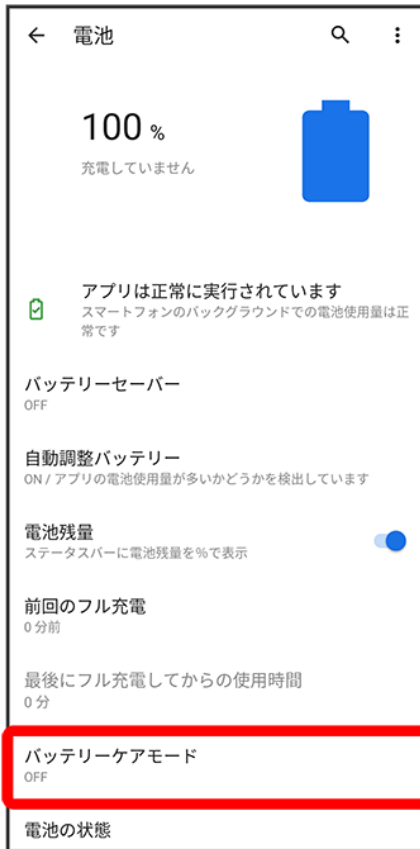 電池
100 %
充電していません
アプリは正常に実行されています
スマートフォンのバックグラウンドでの電池使用量は正
常です
バッテリーセーバー
OFF
自動調整バッテリー
ON / アプリの電池使用量が多いかどうかを検出しています
電池残量
ステータスバーに電池残量を%で表示
前回のフル充電
0 分前
最後にフル充電してからの使用時間
0 分
バッテリーケアモード
OFF
電池の状態